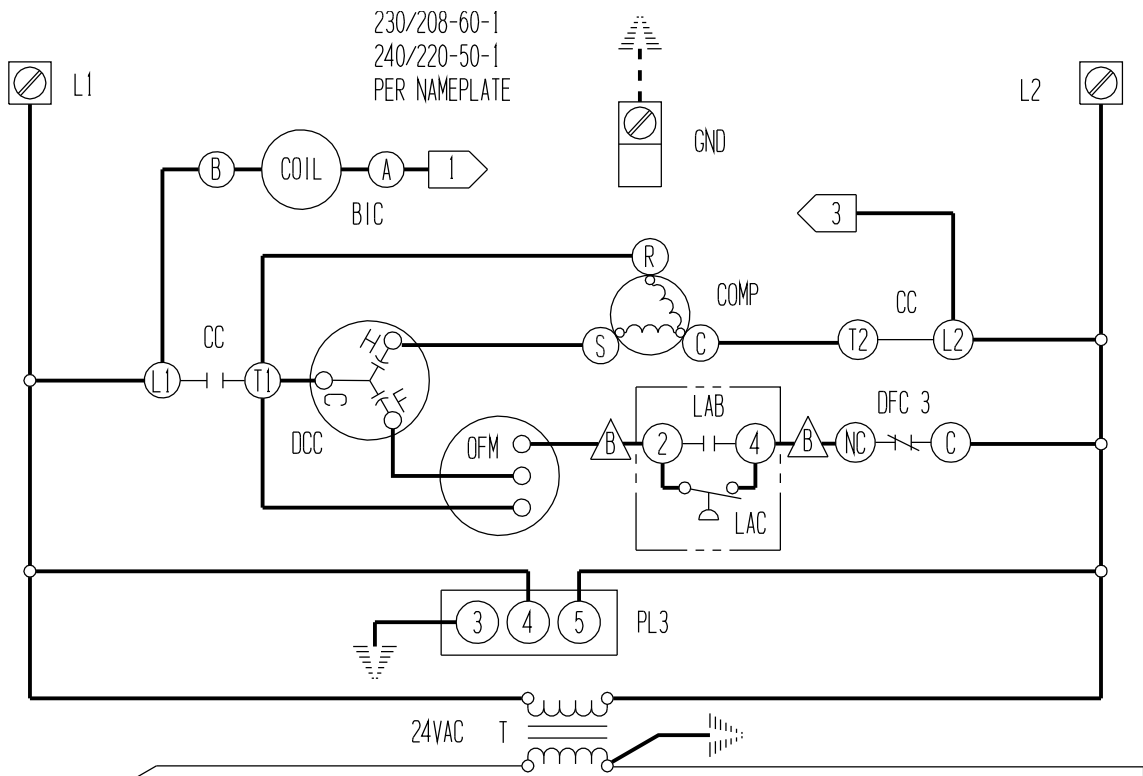 230/208-60-1
240/220-50-1
PER NAMEPLATE
L1
L2
GND
B
COIL
A
1
BIC
3
R
COMP
CC
CC
H
S
C
T2
L2
L1
T1
C
F
DCC
LAB
DFC 3
OFM
B
2
4
B
NC
C
LAC
3
4
5
PL3
24VAC T